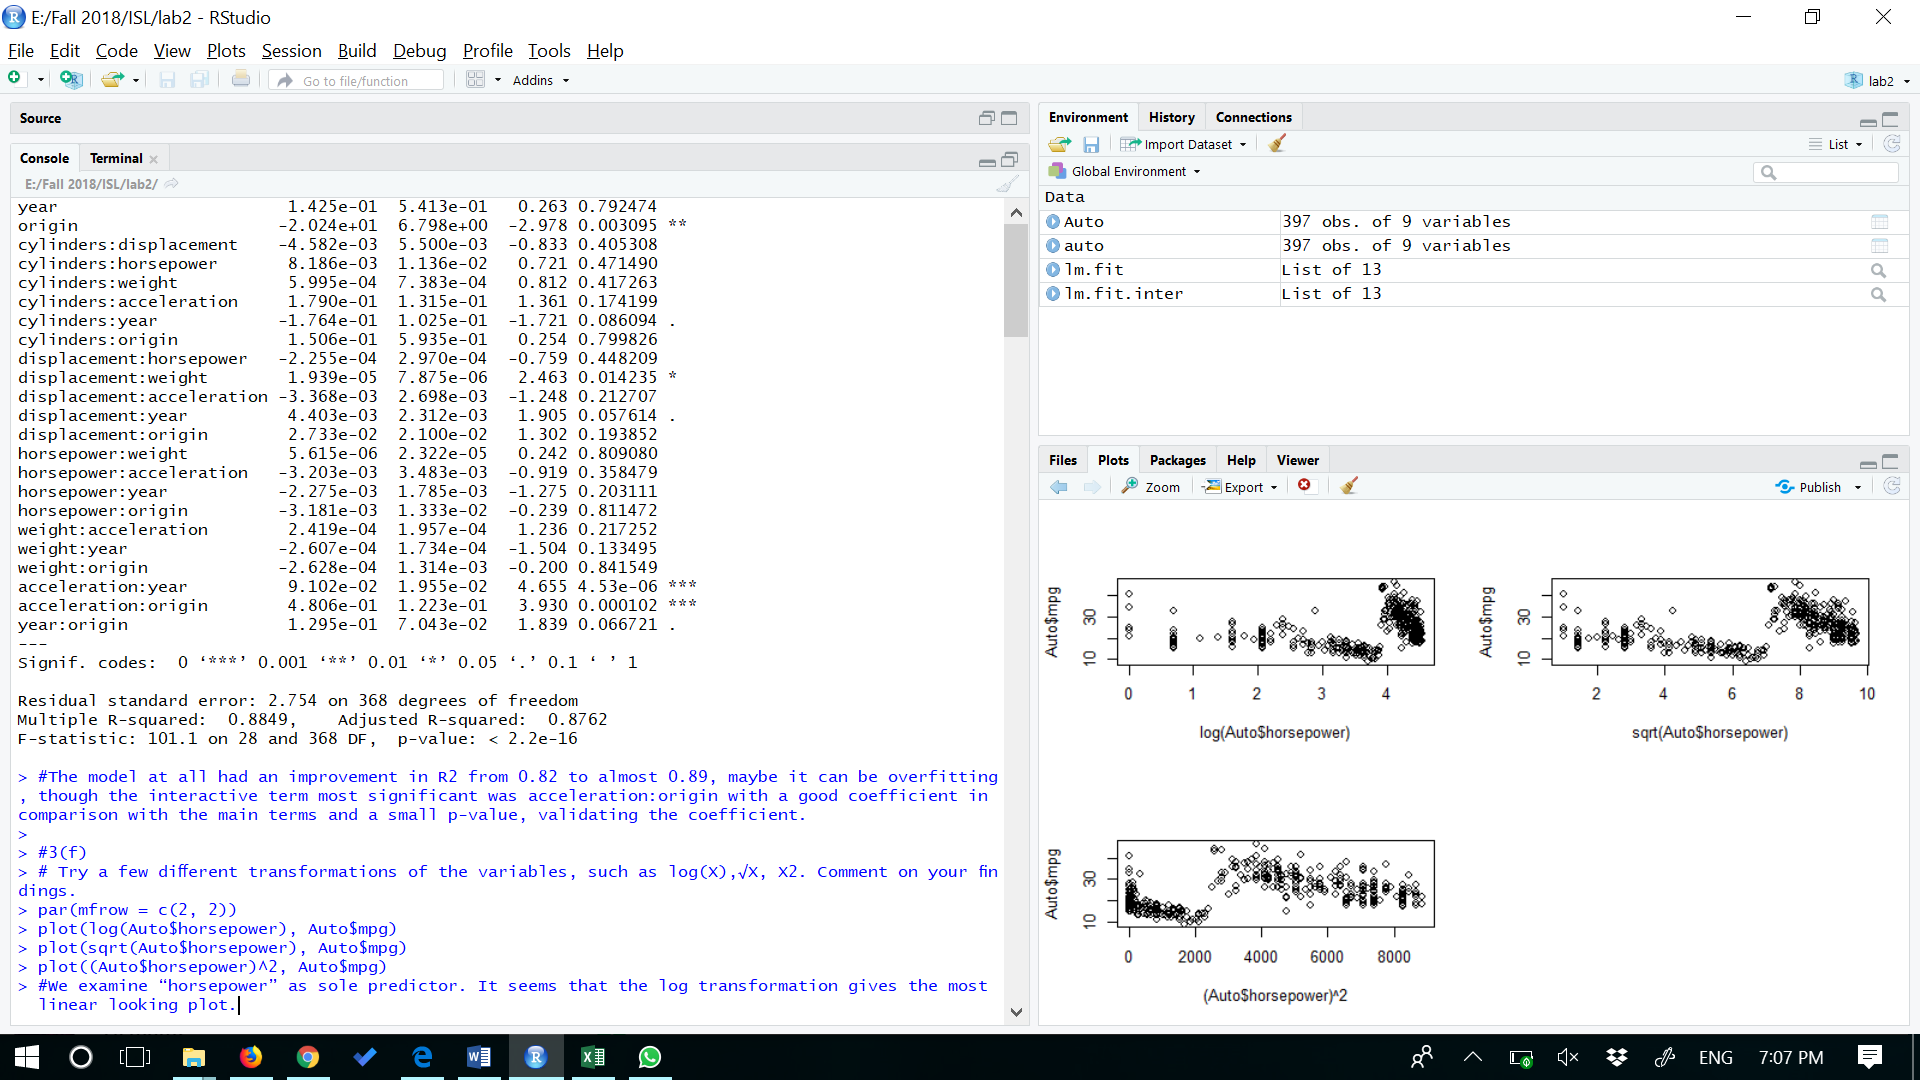 E:/Fall 2018/ISL/lab2 - RStudio
File Edit Code View Plots Session Build Debug Profile Tools Help
Go to file/function
Addins
lab2
Source
Console Terminal
E:/Fall 2018/ISL/lab2/
year 1.425e-01 5.413e-01 0.263 0.792474
origin -2.024e+01 6.798e+00 -2.978 0.003095 **
cylinders:displacement -4.582e-03 5.500e-03 -0.833 0.405308
cylinders:horsepower 8.186e-03 1.136e-02 0.721 0.471490
cylinders:weight 5.995e-04 7.383e-04 0.812 0.417263
cylinders:acceleration 1.790e-01 1.315e-01 1.361 0.174199
cylinders:year -1.764e-01 1.025e-01 -1.721 0.086094 .
cylinders:origin 1.506e-01 5.935e-01 0.254 0.799826
displacement:horsepower -2.255e-04 2.970e-04 -0.759 0.448209
displacement:weight 1.939e-05 7.875e-06 2.463 0.014235 *
displacement:acceleration -3.368e-03 2.698e-03 -1.248 0.212707
displacement:year 4.403e-03 2.312e-03 1.905 0.057614 .
displacement:origin 2.733e-02 2.100e-02 1.302 0.193852
horsepower:weight 5.615e-06 2.322e-05 0.242 0.809080
horsepower:acceleration -3.203e-03 3.483e-03 -0.919 0.358479
horsepower:year -2.275e-03 1.785e-03 -1.275 0.203111
horsepower:origin -3.181e-03 1.333e-02 -0.239 0.811472
weight:acceleration 2.419e-04 1.957e-04 1.236 0.217252
weight:year -2.607e-04 1.734e-04 -1.504 0.133495
weight:origin -2.628e-04 1.314e-03 -0.200 0.841549
acceleration:year 9.102e-02 1.955e-02 4.655 4.53e-06 ***
acceleration:origin 4.806e-01 1.223e-01 3.930 0.000102 ***
year:origin 1.295e-01 7.043e-02 1.839 0.066721 .
---
Signif. codes: 0 ‘***’ 0.001 ‘**’ 0.01 ‘*’ 0.05 ‘.’ 0.1 ‘ ’ 1
Residual standard error: 2.754 on 368 degrees of freedom
Multiple R-squared: 0.8849, Adjusted R-squared: 0.8762
F-statistic: 101.1 on 28 and 368 DF, p-value: < 2.2e-16
> #The model at all had an improvement in R2 from 0.82 to almost 0.89, maybe it can be overfitting
, though the interactive term most significant was acceleration:origin with a good coefficient in
comparison with the main terms and a small p-value, validating the coefficient.
>
> #3(f)
> # Try a few different transformations of the variables, such as log(X),√X, X2. Comment on your fin
dings.
> par(mfrow = c(2, 2))
> plot(log(Auto$horsepower), Auto$mpg)
> plot(sqrt(Auto$horsepower), Auto$mpg)
> plot((Auto$horsepower)^2, Auto$mpg)
> #We examine “horsepower” as sole predictor. It seems that the log transformation gives the most
linear looking plot.
Environment History Connections
Import Dataset
List
Global Environment
Data
Auto 397 obs. of 9 variables
auto 397 obs. of 9 variables
lm.fit List of 13
lm.fit.inter List of 13
Files Plots Packages Help Viewer
Zoom Export Publish
Auto$mpg
10 30
0 1 2 3 4
log(Auto$horsepower)
Auto$mpg
10 30
2 4 6 8 10
sqrt(Auto$horsepower)
Auto$mpg
10 30
0 2000 4000 6000 8000
(Auto$horsepower)^2
ENG 7:07 PM